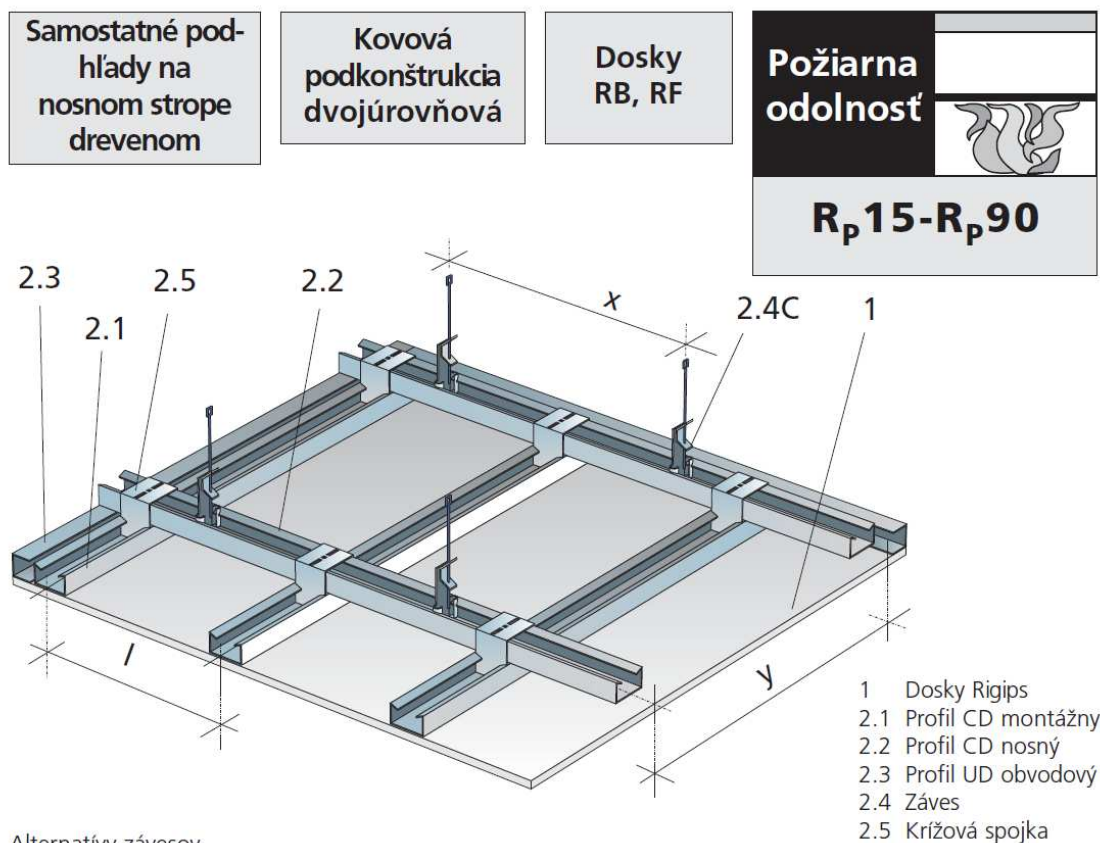 Samostatné pod-
hľady na
nosnom strope
drevenom
Kovová
podkonštrukcia
dvojúrovňová
Dosky
RB, RF
Požiarna
odolnosť
RP15-RP90
2.3
2.5
2.2
2.1
x
2.4C
1
l
y
1 Dosky Rigips
2.1 Profil CD montážny
2.2 Profil CD nosný
2.3 Profil UD obvodový
2.4 Záves
2.5 Krížová spojka
Alternatívy závesov